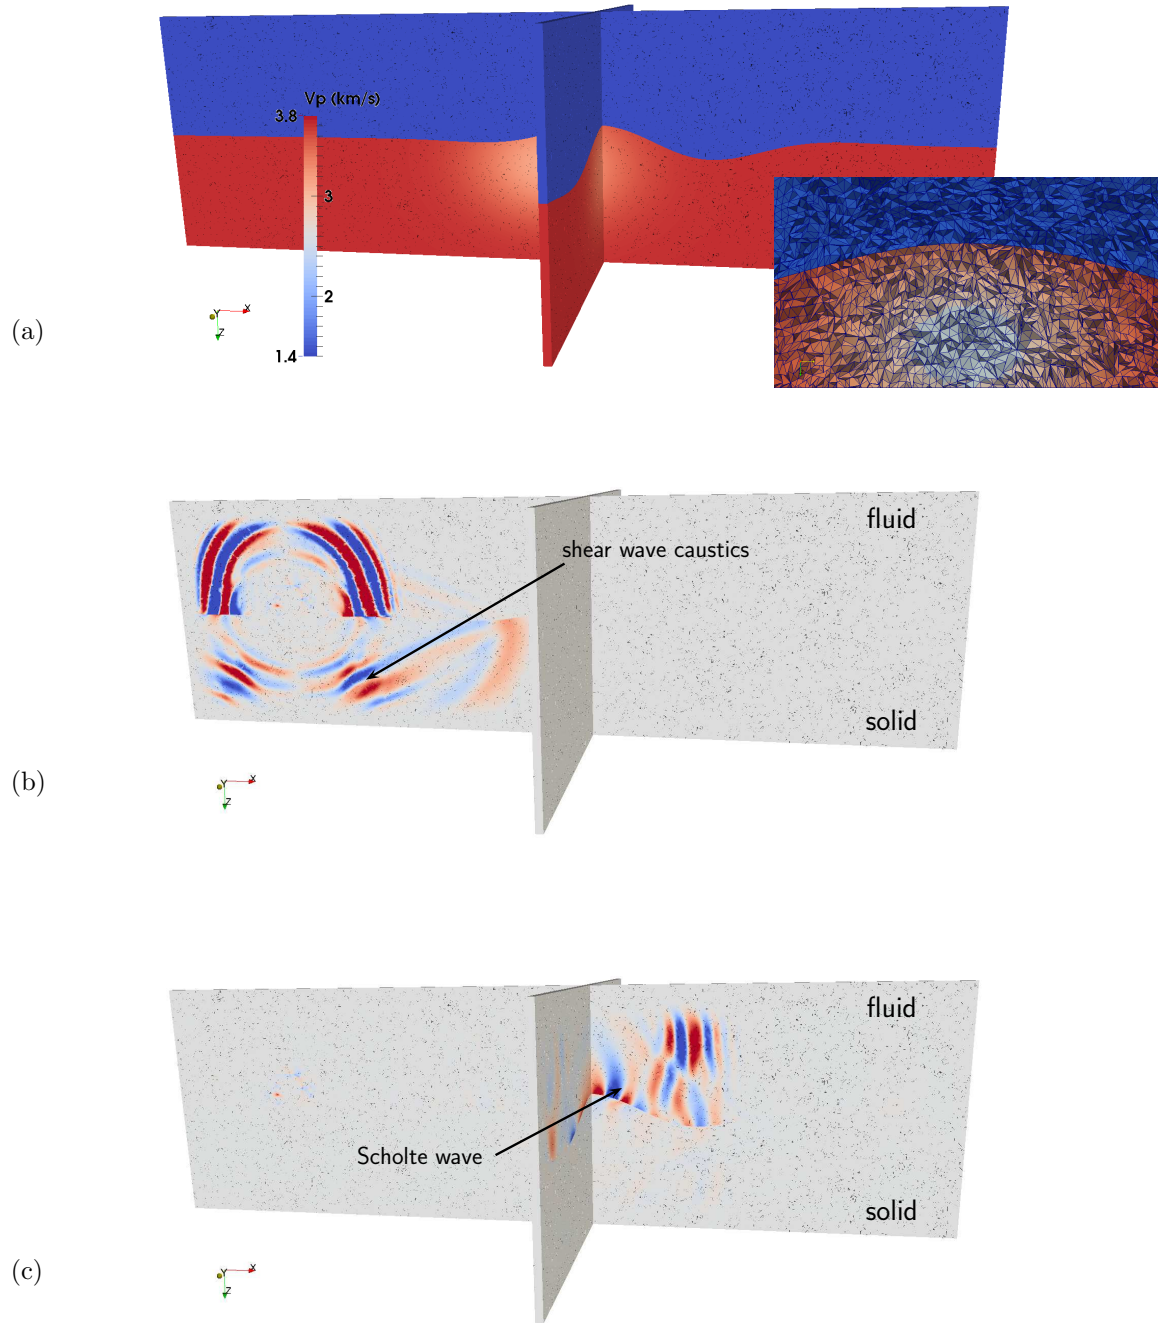 Vp (km/s)
3.8
3
2
1.4
X
Y
Z
(a)
fluid
shear wave caustics
solid
X
Y
Z
(b)
fluid
Scholte wave
solid
X
Y
Z
(c)